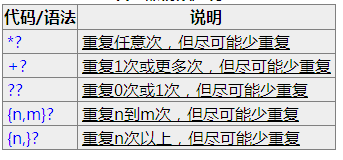 代码/语法 说明
*? 重复任意次，但尽可能少重复
+? 重复1次或更多次，但尽可能少重复
?? 重复0次或1次，但尽可能少重复
{n,m}? 重复n到m次，但尽可能少重复
{n,}? 重复n次以上，但尽可能少重复